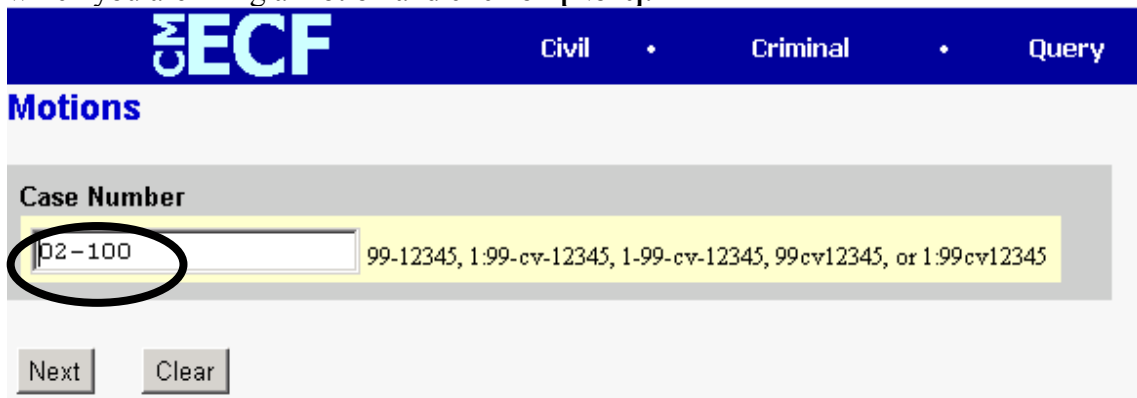 CM ECF Civil • Criminal • Query
Motions
Case Number
02-100 99-12345, 1:99-cv-12345, 1-99-cv-12345, 99cv12345, or 1:99cv12345
Next Clear